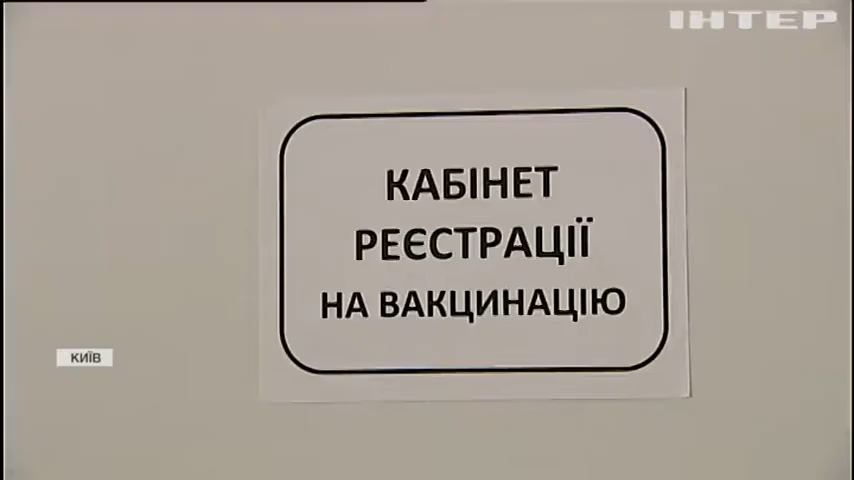 ІНТЕР
КАБІНЕТ
РЕЄСТРАЦІЇ
НА ВАКЦИНАЦІЮ
КИЇВ